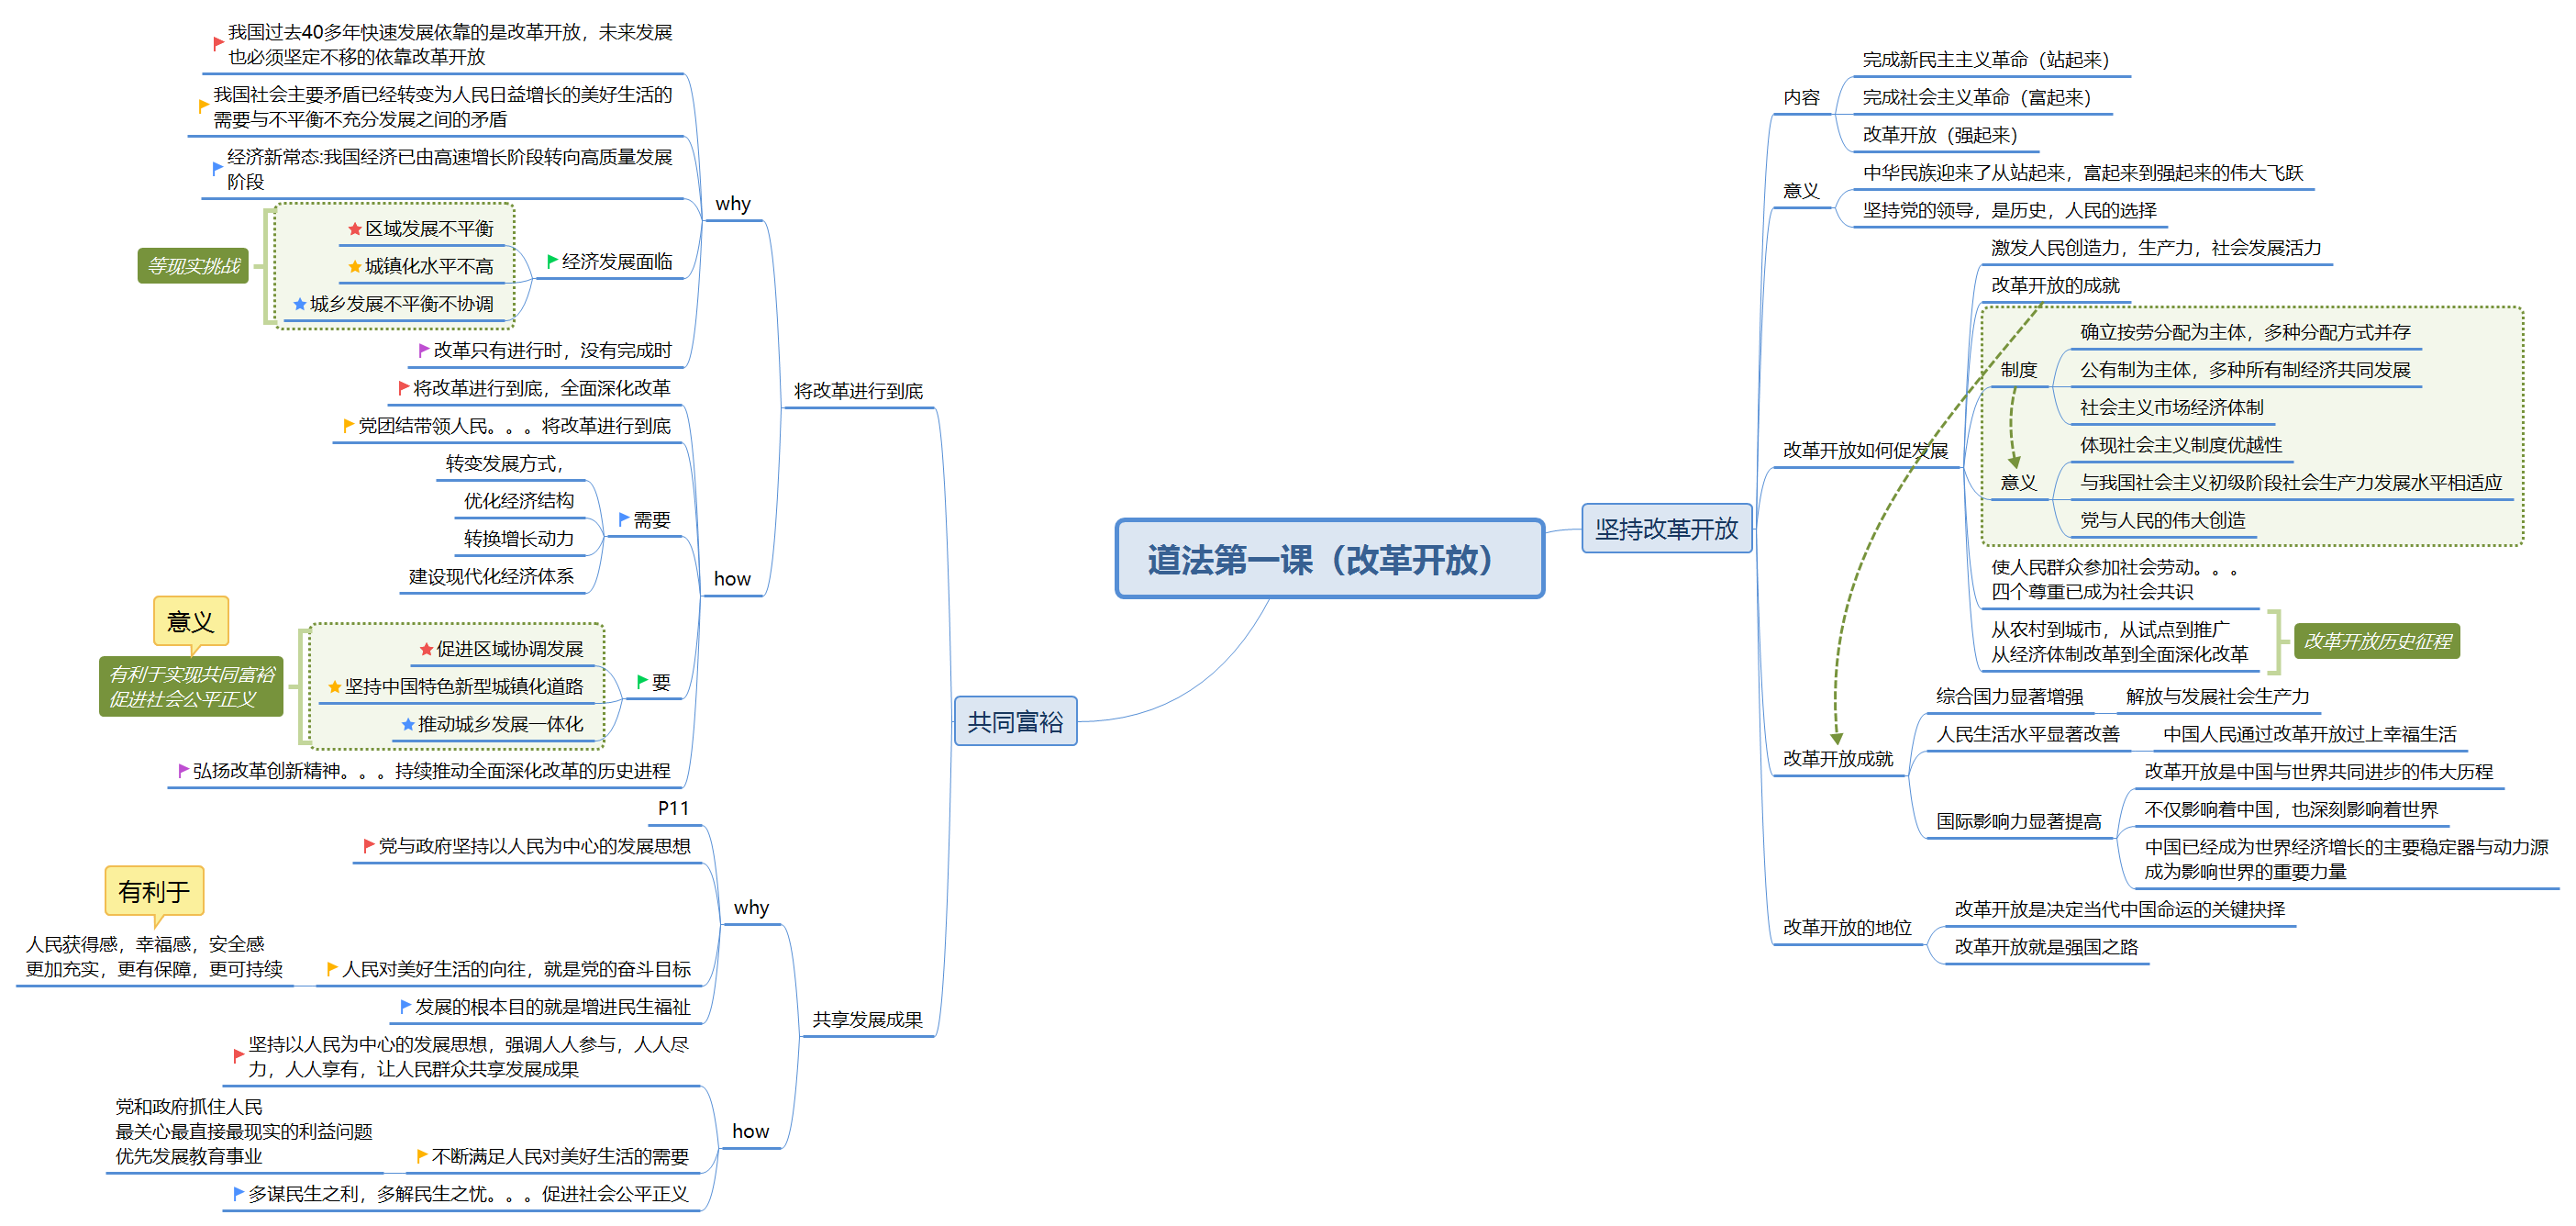 道法第一课（改革开放）
坚持改革开放
内容
完成新民主主义革命（站起来）
完成社会主义革命（富起来）
改革开放（强起来）
意义
中华民族迎来了从站起来，富起来到强起来的伟大飞跃
坚持党的领导，是历史，人民的选择
改革开放如何促发展
激发人民创造力，生产力，社会发展活力
改革开放的成就
制度
确立按劳分配为主体，多种分配方式并存
公有制为主体，多种所有制经济共同发展
社会主义市场经济体制
意义
体现社会主义制度优越性
与我国社会主义初级阶段社会生产力发展水平相适应
党与人民的伟大创造
使人民群众参加社会劳动。。。
四个尊重已成为社会共识
从农村到城市，从试点到推广
从经济体制改革到全面深化改革
改革开放历史征程
改革开放成就
综合国力显著增强
解放与发展社会生产力
人民生活水平显著改善
中国人民通过改革开放过上幸福生活
国际影响力显著提高
改革开放是中国与世界共同进步的伟大历程
不仅影响着中国，也深刻影响着世界
中国已经成为世界经济增长的主要稳定器与动力源
成为影响世界的重要力量
改革开放的地位
改革开放是决定当代中国命运的关键抉择
改革开放就是强国之路
共同富裕
将改革进行到底
why
我国过去40多年快速发展依靠的是改革开放，未来发展
也必须坚定不移的依靠改革开放
我国社会主要矛盾已经转变为人民日益增长的美好生活的
需要与不平衡不充分发展之间的矛盾
经济新常态:我国经济已由高速增长阶段转向高质量发展
阶段
经济发展面临
区域发展不平衡
城镇化水平不高
城乡发展不平衡不协调
等现实挑战
改革只有进行时，没有完成时
how
将改革进行到底，全面深化改革
党团结带领人民。。。将改革进行到底
需要
转变发展方式，
优化经济结构
转换增长动力
建设现代化经济体系
要
促进区域协调发展
坚持中国特色新型城镇化道路
推动城乡发展一体化
意义
有利于实现共同富裕
促进社会公平正义
弘扬改革创新精神。。。持续推动全面深化改革的历史进程
共享发展成果
why
P11
党与政府坚持以人民为中心的发展思想
人民对美好生活的向往，就是党的奋斗目标
有利于
人民获得感，幸福感，安全感
更加充实，更有保障，更可持续
发展的根本目的就是增进民生福祉
how
坚持以人民为中心的发展思想，强调人人参与，人人尽
力，人人享有，让人民群众共享发展成果
不断满足人民对美好生活的需要
党和政府抓住人民
最关心最直接最现实的利益问题
优先发展教育事业
多谋民生之利，多解民生之忧。。。促进社会公平正义